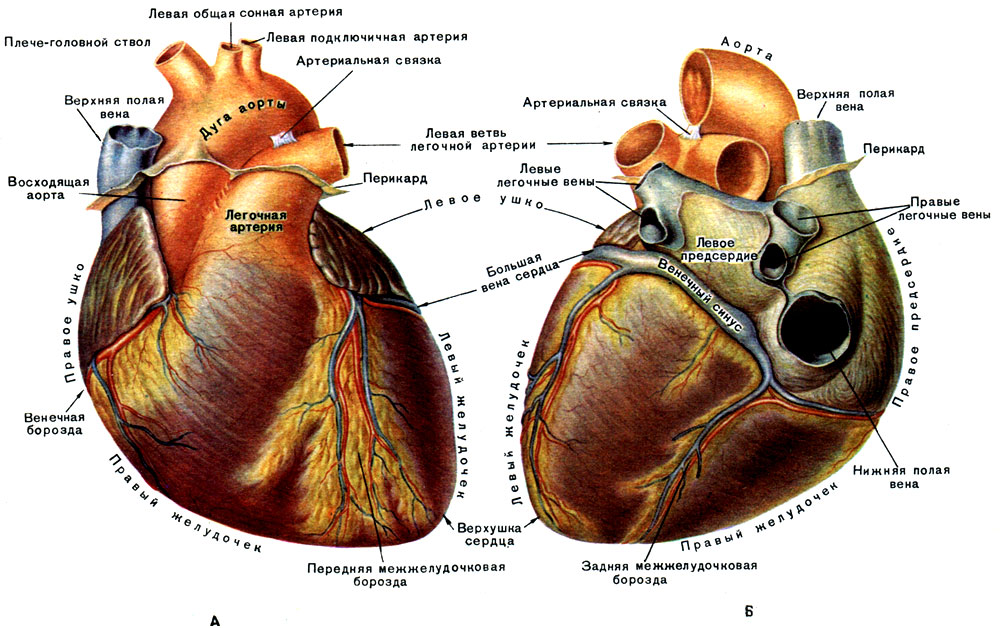 Левая общая сонная артерия
Плече-головной ствол
Левая подключичная артерия
Артериальная связка
Верхняя полая
вена
Дуга аорты
Левая ветвь
легочной артерии
Восходящая
аорта
Перикард
Легочная
артерия
Левое ушко
Большая
вена сердца
Правое ушко
Венечная
борозда
Левый желудочек
Правый желудочек
Верхушка
сердца
Передняя межжелудочковая
борозда
А
Аорта
Артериальная связка
Верхняя полая
вена
Перикард
Левые
легочные вены
Правые
легочные вены
Левое
предсердие
Венечный синус
Правое предсердие
Левый желудочек
Нижняя полая
вена
Правый желудочек
Задняя межжелудочковая
борозда
Б